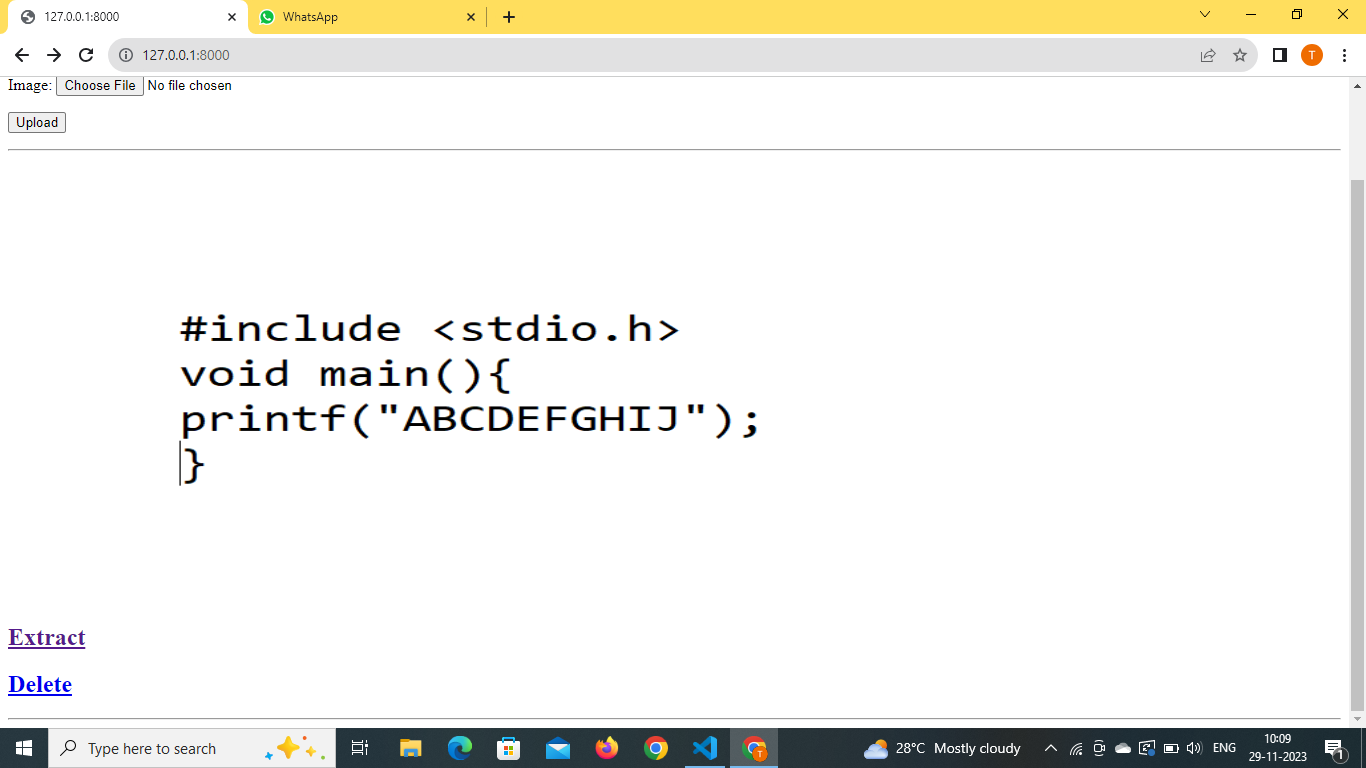 127.0.0.1:8000
WhatsApp
127.0.0.1:8000
T
Image: Choose File No file chosen
Upload
#include <stdio.h>
void main(){
printf("ABCDEFGHIJ");
}
Extract
Delete
Type here to search
T
28°C Mostly cloudy
ENG
10:09
29-11-2023
1